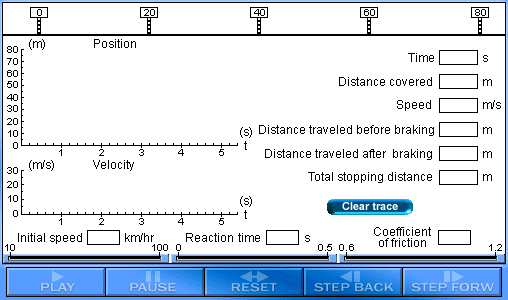 0 20 40 60 80
(m) Position
80
70
60
50
40
30
20
10
0
1 2 3 4 5
(s)
t
Time s
Distance covered m
Speed m/s
Distance traveled before braking m
Distance traveled after braking m
Total stopping distance m
(m/s) Velocity
30
20
10
0
1 2 3 4 5
(s)
t
Clear trace
Initial speed km/hr
10 100
Reaction time s
0 0.5
Coefficient
of friction
0.6 1.2
PLAY PAUSE RESET STEP BACK STEP FORW